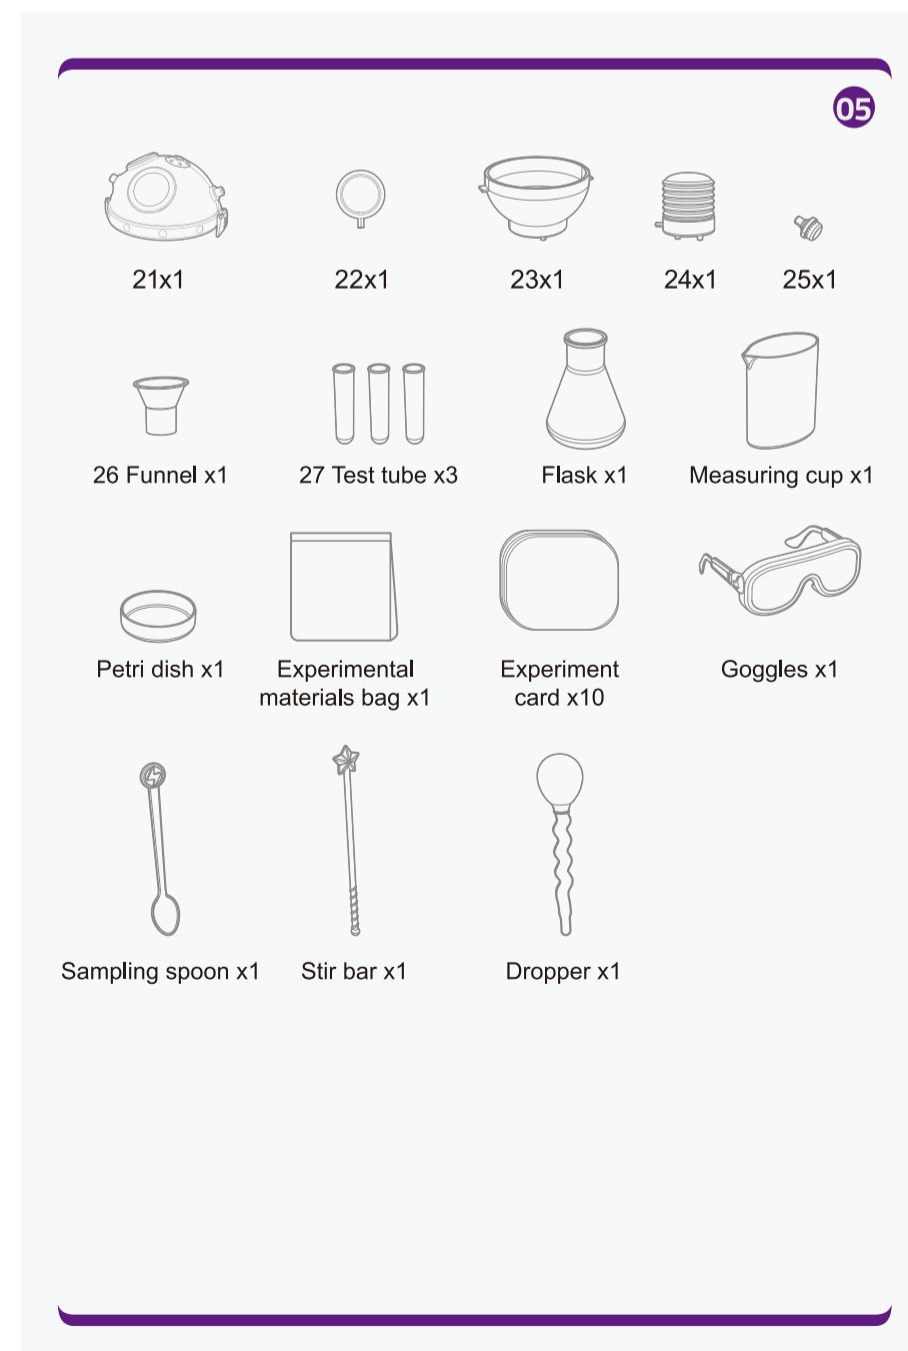 05
21x1
22x1
23x1
24x1
25x1
26 Funnel x1
27 Test tube x3
Flask x1
Measuring cup x1
Petri dish x1
Experimental
materials bag x1
Experiment
card x10
Goggles x1
Sampling spoon x1
Stir bar x1
Dropper x1